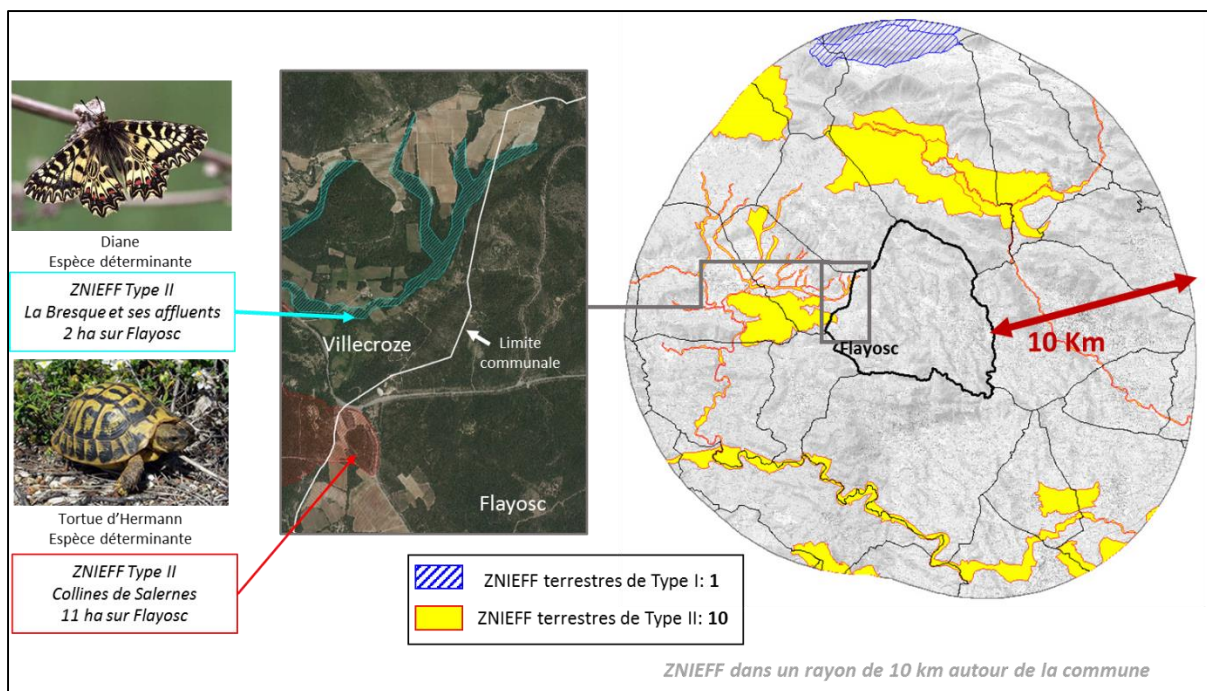 Diane
Espèce déterminante
ZNIEFF Type II
La Bresque et ses affluents
2 ha sur Flayosc
Tortue d’Hermann
Espèce déterminante
ZNIEFF Type II
Collines de Salernes
11 ha sur Flayosc
Villecroze
Limite
communale
Flayosc
Flayosc
10 Km
ZNIEFF terrestres de Type I: 1
ZNIEFF terrestres de Type II: 10
ZNIEFF dans un rayon de 10 km autour de la commune